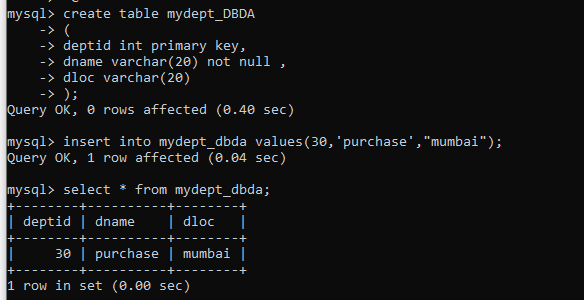 mysql> create table mydept_DBDA
    -> (
    -> deptid int primary key,
    -> dname varchar(20) not null ,
    -> dloc varchar(20)
    -> );
Query OK, 0 rows affected (0.40 sec)

mysql> insert into mydept_dbda values(30,'purchase',"mumbai");
Query OK, 1 row affected (0.04 sec)

mysql> select * from mydept_dbda;
+--------+----------+--------+
| deptid | dname    | dloc   |
+--------+----------+--------+
|     30 | purchase | mumbai |
+--------+----------+--------+
1 row in set (0.00 sec)